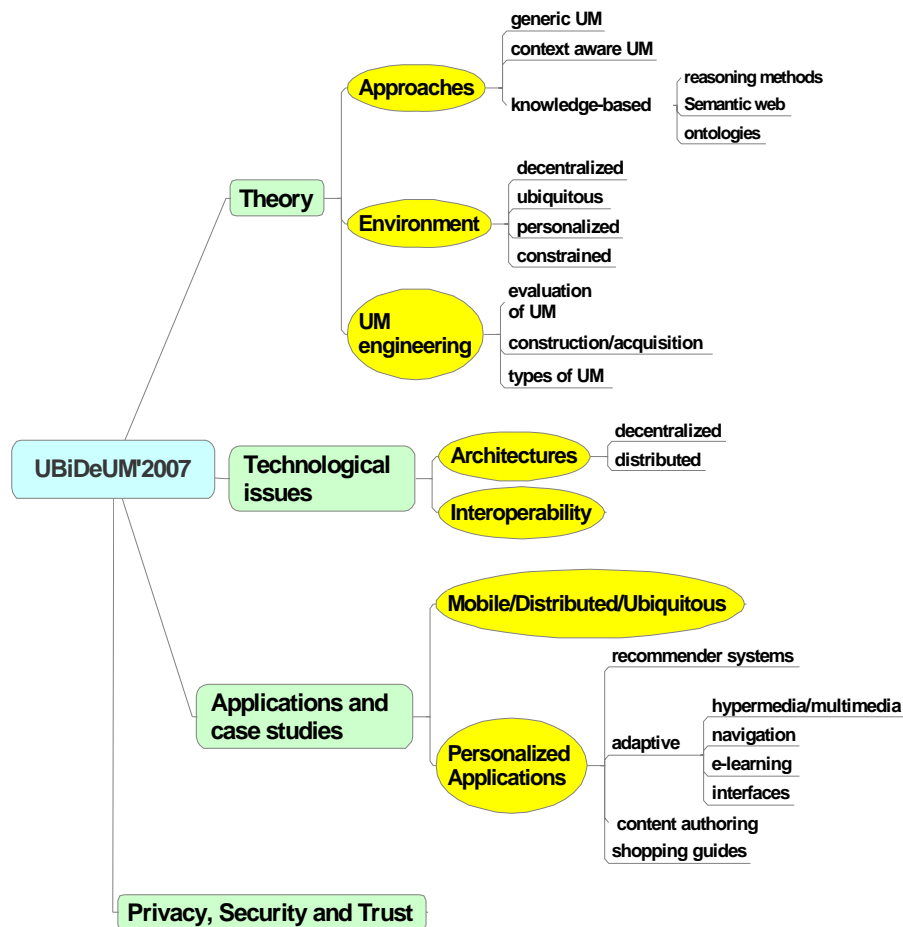 generic UM
context aware UM
Approaches
reasoning methods
knowledge-based
Semantic web
ontologies
decentralized
Theory
ubiquitous
Environment
personalized
constrained
evaluation
of UM
UM
engineering
construction/acquisition
types of UM
decentralized
UBiDeUM'2007
Technological
issues
Architectures
distributed
Interoperability
Mobile/Distributed/Ubiquitous
recommender systems
Applications and
case studies
hypermedia/multimedia
Personalized
Applications
adaptive
navigation
e-learning
interfaces
content authoring
shopping guides
Privacy, Security and Trust